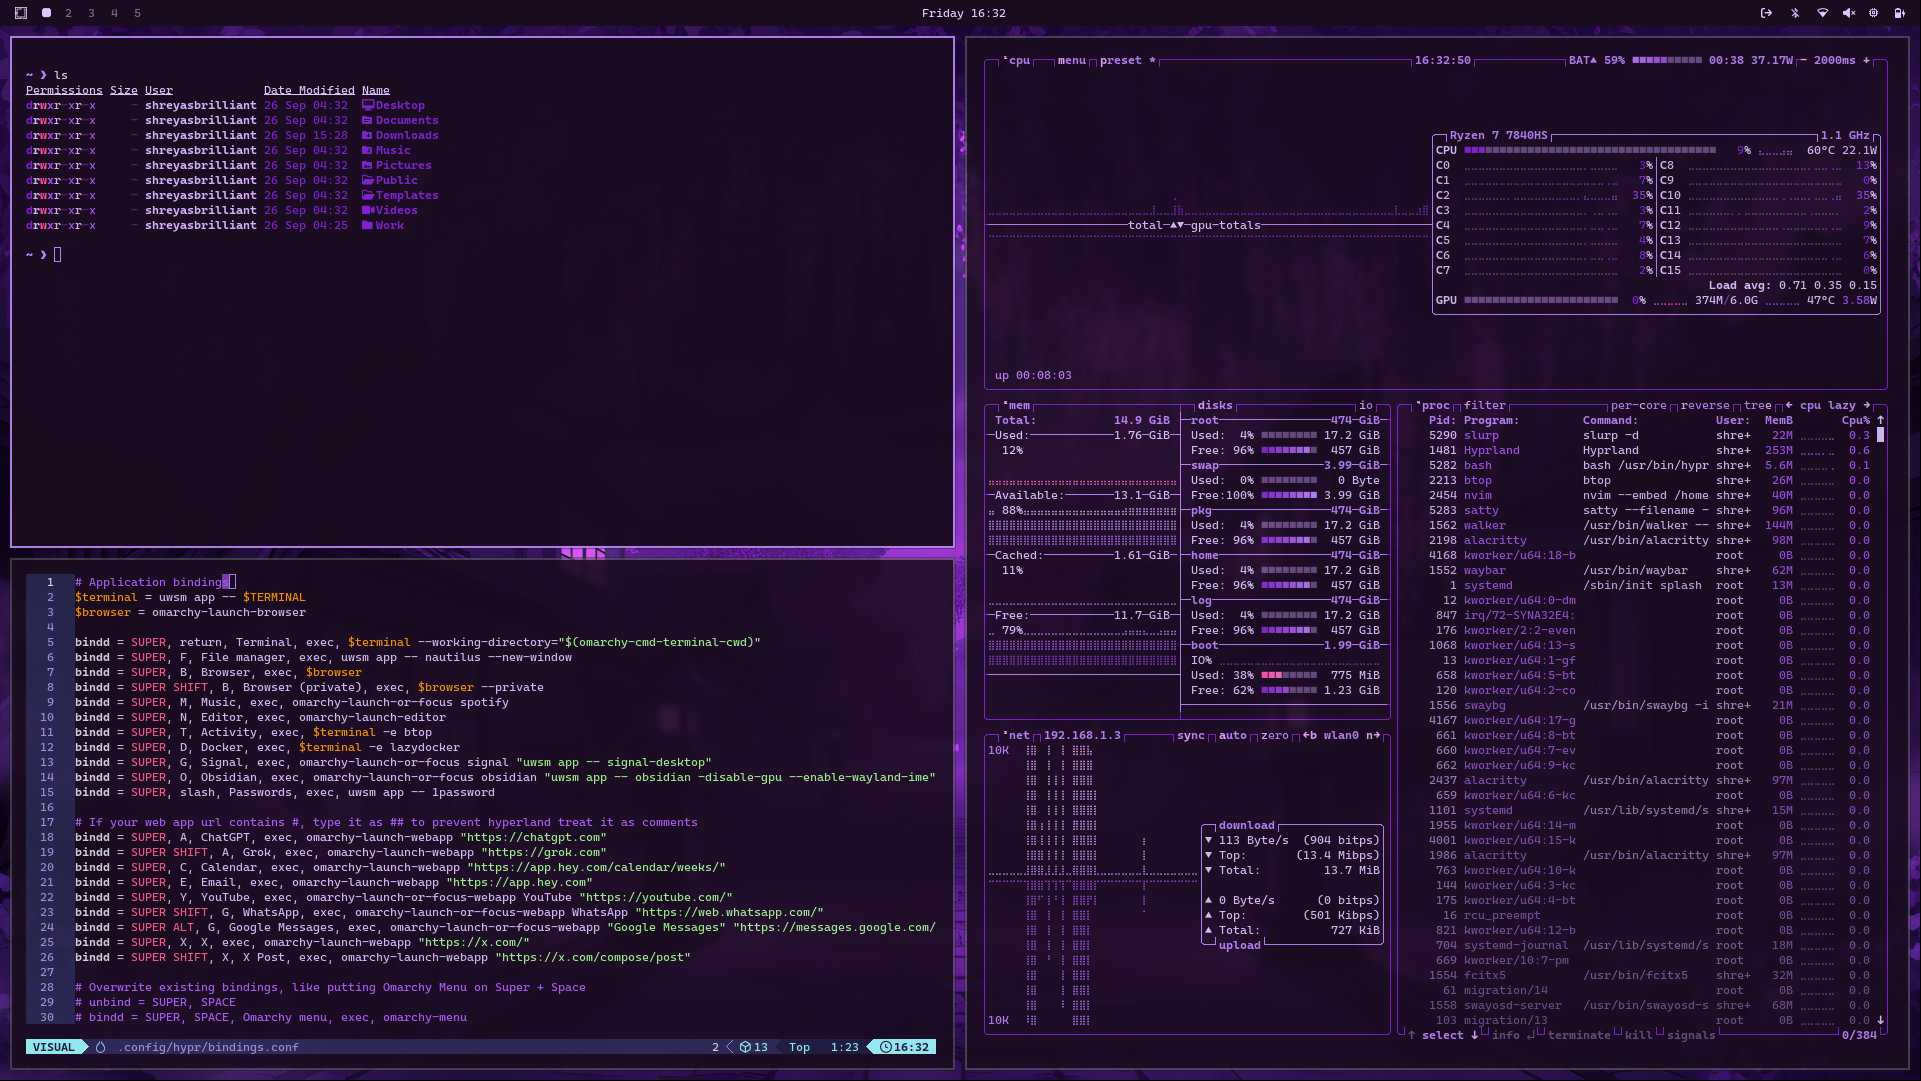 2 3 4 5
Friday 16:32
~ ❯ ls
Permissions Size User Date Modified Name
drwxr-xr-x - shreyasbrilliant 26 Sep 04:32 Desktop
drwxr-xr-x - shreyasbrilliant 26 Sep 04:32 Documents
drwxr-xr-x - shreyasbrilliant 26 Sep 15:28 Downloads
drwxr-xr-x - shreyasbrilliant 26 Sep 04:32 Music
drwxr-xr-x - shreyasbrilliant 26 Sep 04:32 Pictures
drwxr-xr-x - shreyasbrilliant 26 Sep 04:32 Public
drwxr-xr-x - shreyasbrilliant 26 Sep 04:32 Templates
drwxr-xr-x - shreyasbrilliant 26 Sep 04:32 Videos
drwxr-xr-x - shreyasbrilliant 26 Sep 04:25 Work
~ ❯
1 # Application bindings
2 $terminal = uwsm app -- $TERMINAL
3 $browser = omarchy-launch-browser
4
5 bindd = SUPER, return, Terminal, exec, $terminal --working-directory="$(omarchy-cmd-terminal-cwd)"
6 bindd = SUPER, F, File manager, exec, uwsm app -- nautilus --new-window
7 bindd = SUPER, B, Browser, exec, $browser
8 bindd = SUPER SHIFT, B, Browser (private), exec, $browser --private
9 bindd = SUPER, M, Music, exec, omarchy-launch-or-focus spotify
10 bindd = SUPER, N, Editor, exec, omarchy-launch-editor
11 bindd = SUPER, T, Activity, exec, $terminal -e btop
12 bindd = SUPER, D, Docker, exec, $terminal -e lazydocker
13 bindd = SUPER, G, Signal, exec, omarchy-launch-or-focus signal "uwsm app -- signal-desktop"
14 bindd = SUPER, O, Obsidian, exec, omarchy-launch-or-focus obsidian "uwsm app -- obsidian -disable-gpu --enable-wayland-ime"
15 bindd = SUPER, slash, Passwords, exec, uwsm app -- 1password
16
17 # If your web app url contains #, type it as ## to prevent hyperland treat it as comments
18 bindd = SUPER, A, ChatGPT, exec, omarchy-launch-webapp "https://chatgpt.com"
19 bindd = SUPER SHIFT, A, Grok, exec, omarchy-launch-webapp "https://grok.com"
20 bindd = SUPER, C, Calendar, exec, omarchy-launch-webapp "https://app.hey.com/calendar/weeks/"
21 bindd = SUPER, E, Email, exec, omarchy-launch-webapp "https://app.hey.com"
22 bindd = SUPER, Y, YouTube, exec, omarchy-launch-or-focus-webapp YouTube "https://youtube.com/"
23 bindd = SUPER SHIFT, G, WhatsApp, exec, omarchy-launch-or-focus-webapp WhatsApp "https://web.whatsapp.com/"
24 bindd = SUPER ALT, G, Google Messages, exec, omarchy-launch-or-focus-webapp "Google Messages" "https://messages.google.com/
25 bindd = SUPER, X, X, exec, omarchy-launch-webapp "https://x.com/"
26 bindd = SUPER SHIFT, X, X Post, exec, omarchy-launch-webapp "https://x.com/compose/post"
27
28 # Overwrite existing bindings, like putting Omarchy Menu on Super + Space
29 # unbind = SUPER, SPACE
30 # bindd = SUPER, SPACE, Omarchy menu, exec, omarchy-menu
VISUAL .config/hypr/bindings.conf 2 13 Top 1:23 16:32
¹cpu menu preset * 16:32:50 BAT▲ 59% 00:38 37.17W - 2000ms +
Ryzen 7 7840HS 1.1 GHz
CPU 9% 60°C 22.1W
C0 3% C8 13%
C1 7% C9 0%
C2 35% C10 35%
C3 3% C11 2%
C4 7% C12 9%
C5 4% C13 7%
C6 8% C14 6%
C7 2% C15 0%
Load avg: 0.71 0.35 0.15
GPU 0% 374M/6.0G 47°C 3.58W
total ▲▼ gpu-totals
up 00:08:03
²mem
Total: 14.9 GiB
Used: 1.76 GiB
12%
Available: 13.1 GiB
88%
Cached: 1.61 GiB
11%
Free: 11.7 GiB
79%
disks io
root 474 GiB
Used: 4% 17.2 GiB
Free: 96% 457 GiB
swap 3.99 GiB
Used: 0% 0 Byte
Free:100% 3.99 GiB
pkg 474 GiB
Used: 4% 17.2 GiB
Free: 96% 457 GiB
home 474 GiB
Used: 4% 17.2 GiB
Free: 96% 457 GiB
log 474 GiB
Used: 4% 17.2 GiB
Free: 96% 457 GiB
boot 1.99 GiB
IO%
Used: 38% 775 MiB
Free: 62% 1.23 GiB
³net 192.168.1.3 sync auto zero ←b wlan0 n→
10K
download
▼ 113 Byte/s (904 bitps)
▼ Top: (13.4 Mibps)
▼ Total: 13.7 MiB
▲ 0 Byte/s (0 bitps)
▲ Top: (501 Kibps)
▲ Total: 727 KiB
upload
10K
⁴proc filter per-core reverse tree ← cpu lazy →
Pid: Program: Command: User: MemB Cpu% ↑
5290 slurp slurp -d shre+ 22M 0.3
1481 Hyprland Hyprland shre+ 253M 0.6
5282 bash bash /usr/bin/hypr shre+ 5.6M 0.1
2213 btop btop shre+ 26M 0.0
2454 nvim nvim --embed /home shre+ 40M 0.0
5283 satty satty --filename - shre+ 96M 0.0
1562 walker /usr/bin/walker -- shre+ 144M 0.0
2198 alacritty /usr/bin/alacritty shre+ 98M 0.0
4168 kworker/u64:18-b root 0B 0.0
1552 waybar /usr/bin/waybar shre+ 62M 0.0
1 systemd /sbin/init splash root 13M 0.0
12 kworker/u64:0-dm root 0B 0.0
847 irq/72-SYNA32E4: root 0B 0.0
176 kworker/2:2-even root 0B 0.0
1068 kworker/u64:13-s root 0B 0.0
13 kworker/u64:1-gf root 0B 0.0
658 kworker/u64:5-bt root 0B 0.0
120 kworker/u64:2-co root 0B 0.0
1556 swaybg /usr/bin/swaybg -i shre+ 21M 0.0
4167 kworker/u64:17-g root 0B 0.0
661 kworker/u64:8-bt root 0B 0.0
660 kworker/u64:7-ev root 0B 0.0
662 kworker/u64:9-kc root 0B 0.0
2437 alacritty /usr/bin/alacritty shre+ 97M 0.0
659 kworker/u64:6-kc root 0B 0.0
1101 systemd /usr/lib/systemd/s shre+ 15M 0.0
1955 kworker/u64:14-m root 0B 0.0
4001 kworker/u64:15-k root 0B 0.0
1986 alacritty /usr/bin/alacritty shre+ 97M 0.0
763 kworker/u64:10-k root 0B 0.0
144 kworker/u64:3-kc root 0B 0.0
175 kworker/u64:4-bt root 0B 0.0
16 rcu_preempt root 0B 0.0
821 kworker/u64:12-b root 0B 0.0
704 systemd-journal /usr/lib/systemd/s root 18M 0.0
669 kworker/10:7-pm root 0B 0.0
1554 fcitx5 /usr/bin/fcitx5 shre+ 32M 0.0
61 migration/14 root 0B 0.0
1558 swayosd-server /usr/bin/swayosd-s shre+ 68M 0.0
103 migration/13 root 0B 0.0 ↓
↑ select ↓ info ↵ terminate kill signals 0/384